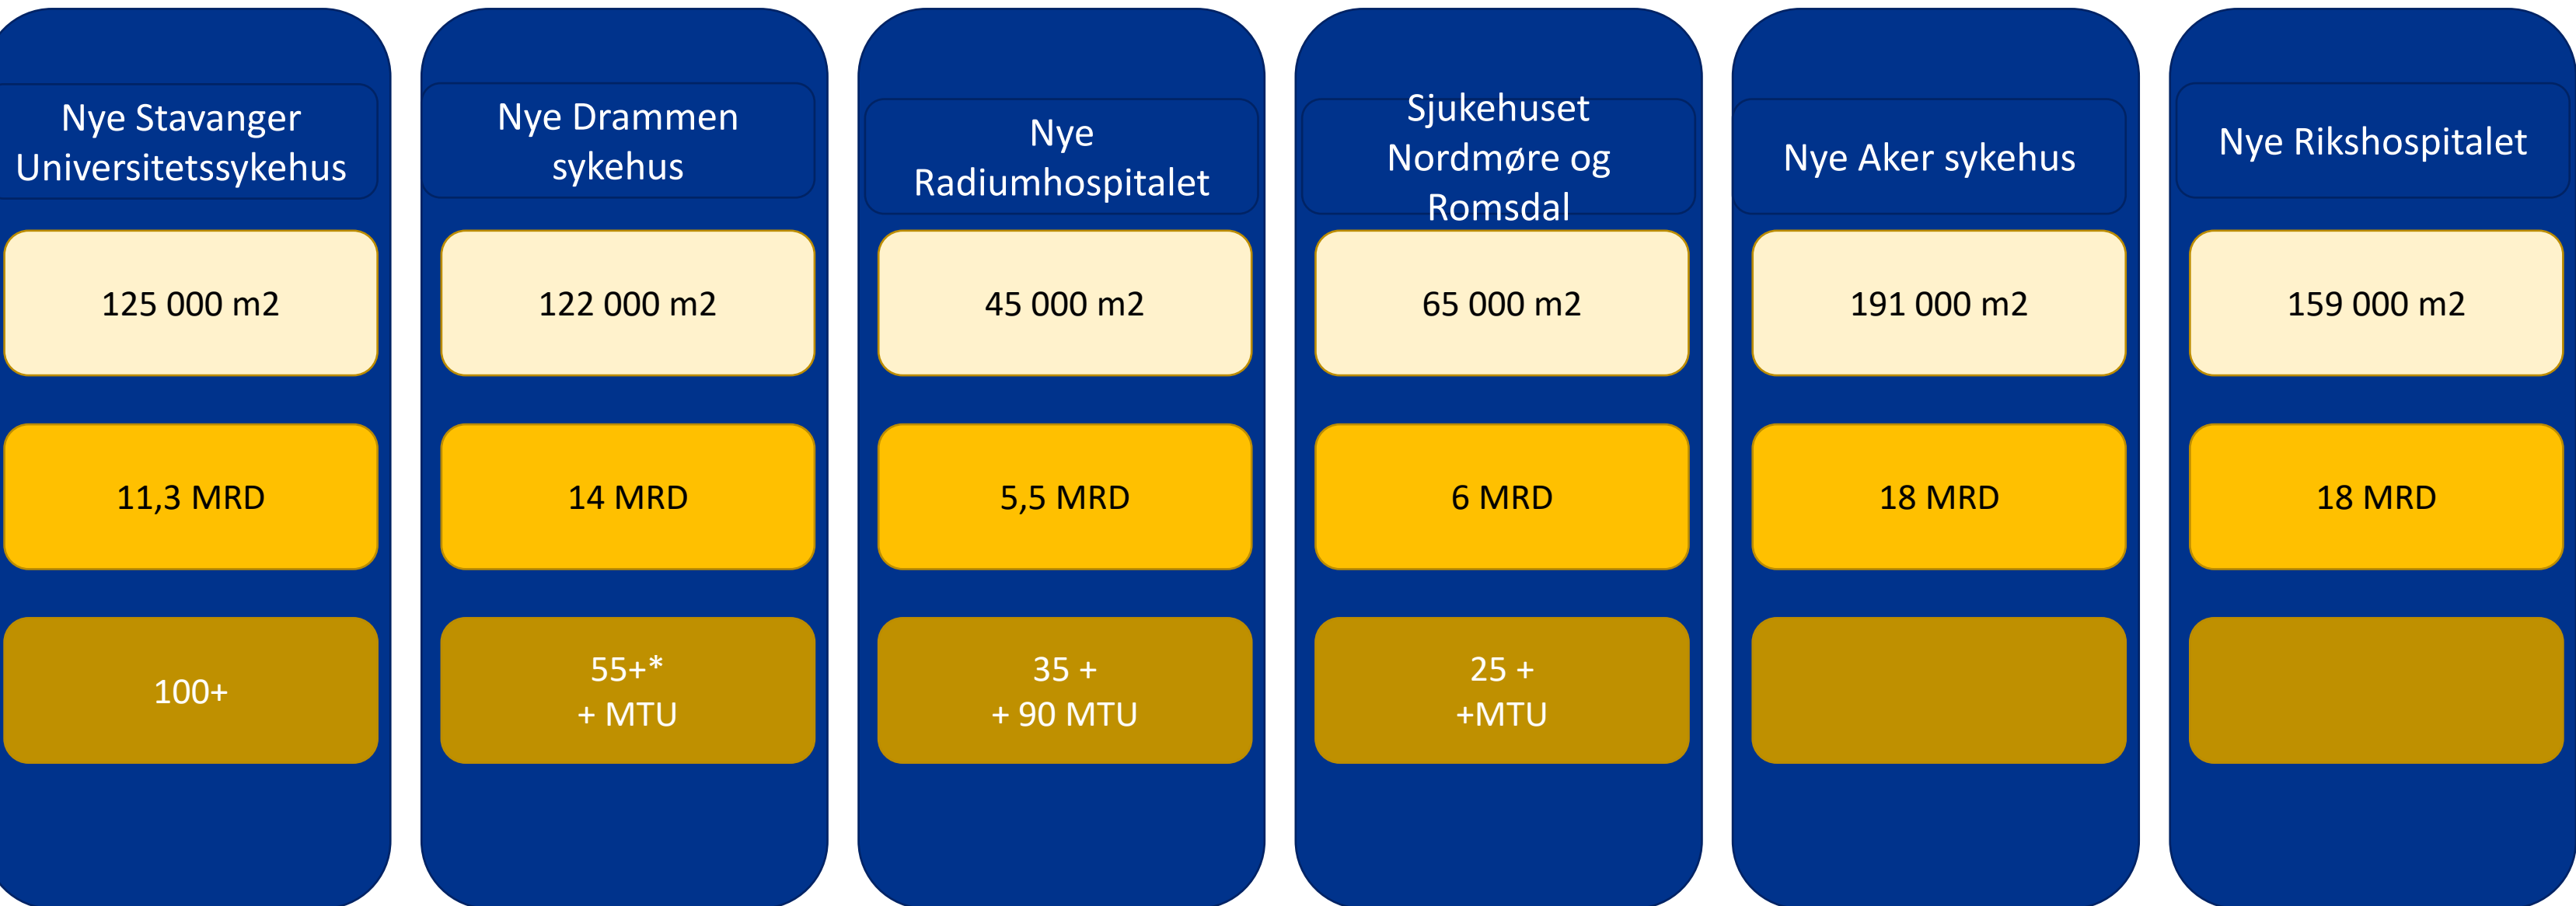 Nye Stavanger
Universitetssykehus
125 000 m2
11,3 MRD
100+
Nye Drammen
sykehus
122 000 m2
14 MRD
55+*
+ MTU
Nye
Radiumhospitalet
45 000 m2
5,5 MRD
35 +
+ 90 MTU
Sjukehuset
Nordmøre og
Romsdal
65 000 m2
6 MRD
25 +
+MTU
Nye Aker sykehus
191 000 m2
18 MRD
Nye Rikshospitalet
159 000 m2
18 MRD